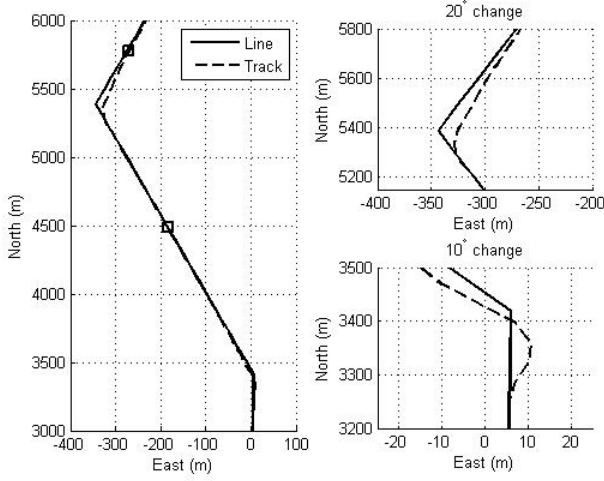 6000
5500
5000
4500
4000
3500
3000
-400 -300 -200 -100 0 100
North (m)
East (m)
Line
Track
20° change
5800
5600
5400
5200
-400 -350 -300 -250 -200
North (m)
East (m)
10° change
3500
3400
3300
3200
-20 -10 0 10 20
North (m)
East (m)